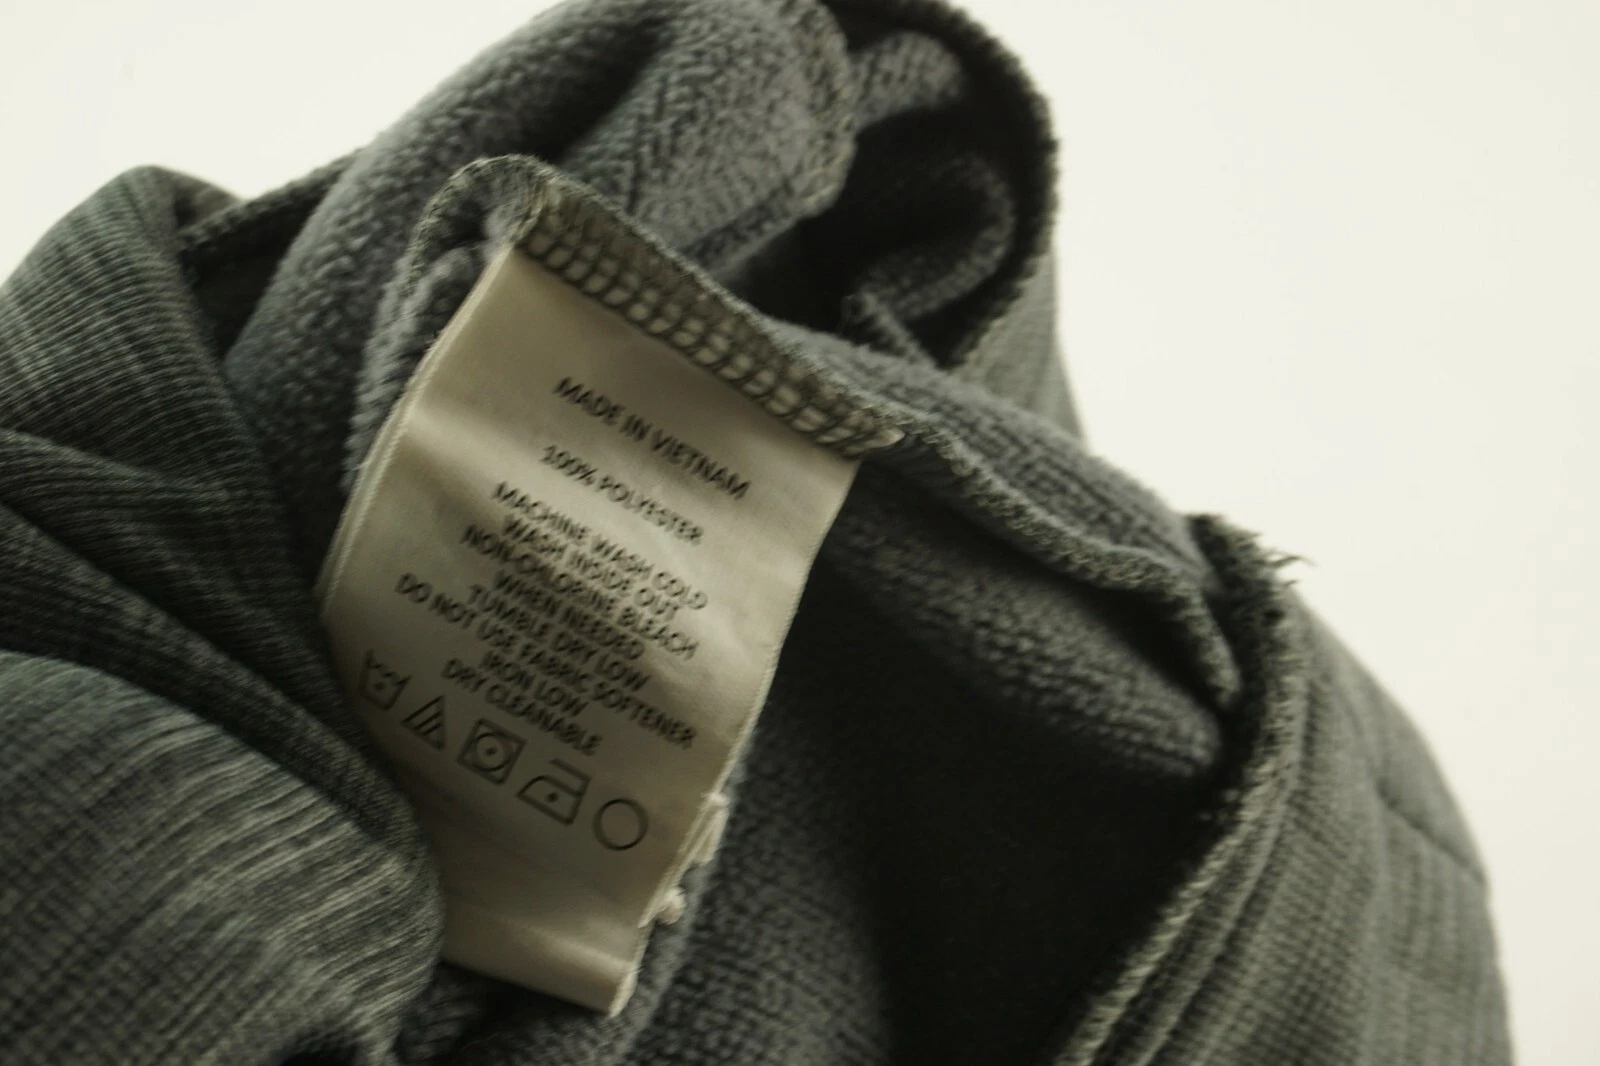 MADE IN VIETNAM
100% POLYESTER
MACHINE WASH COLD
WASH INSIDE OUT
NON-CHLORINE BLEACH
WHEN NEEDED
TUMBLE DRY LOW
DO NOT USE FABRIC SOFTENER
IRON LOW
DRY CLEANABLE